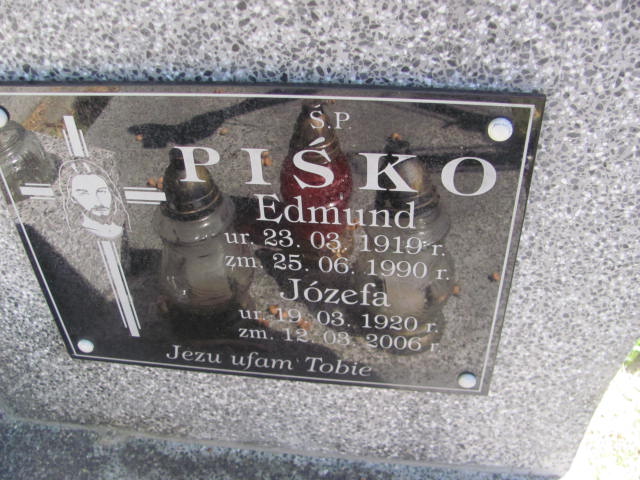 Ś.P.
PIŚKO
Edmund
ur. 23. 03. 1919 r.
zm. 25. 06. 1990 r.
Józefa
ur. 19. 03. 1920 r.
zm. 12. 03. 2006 r.
Jezu ufam Tobie